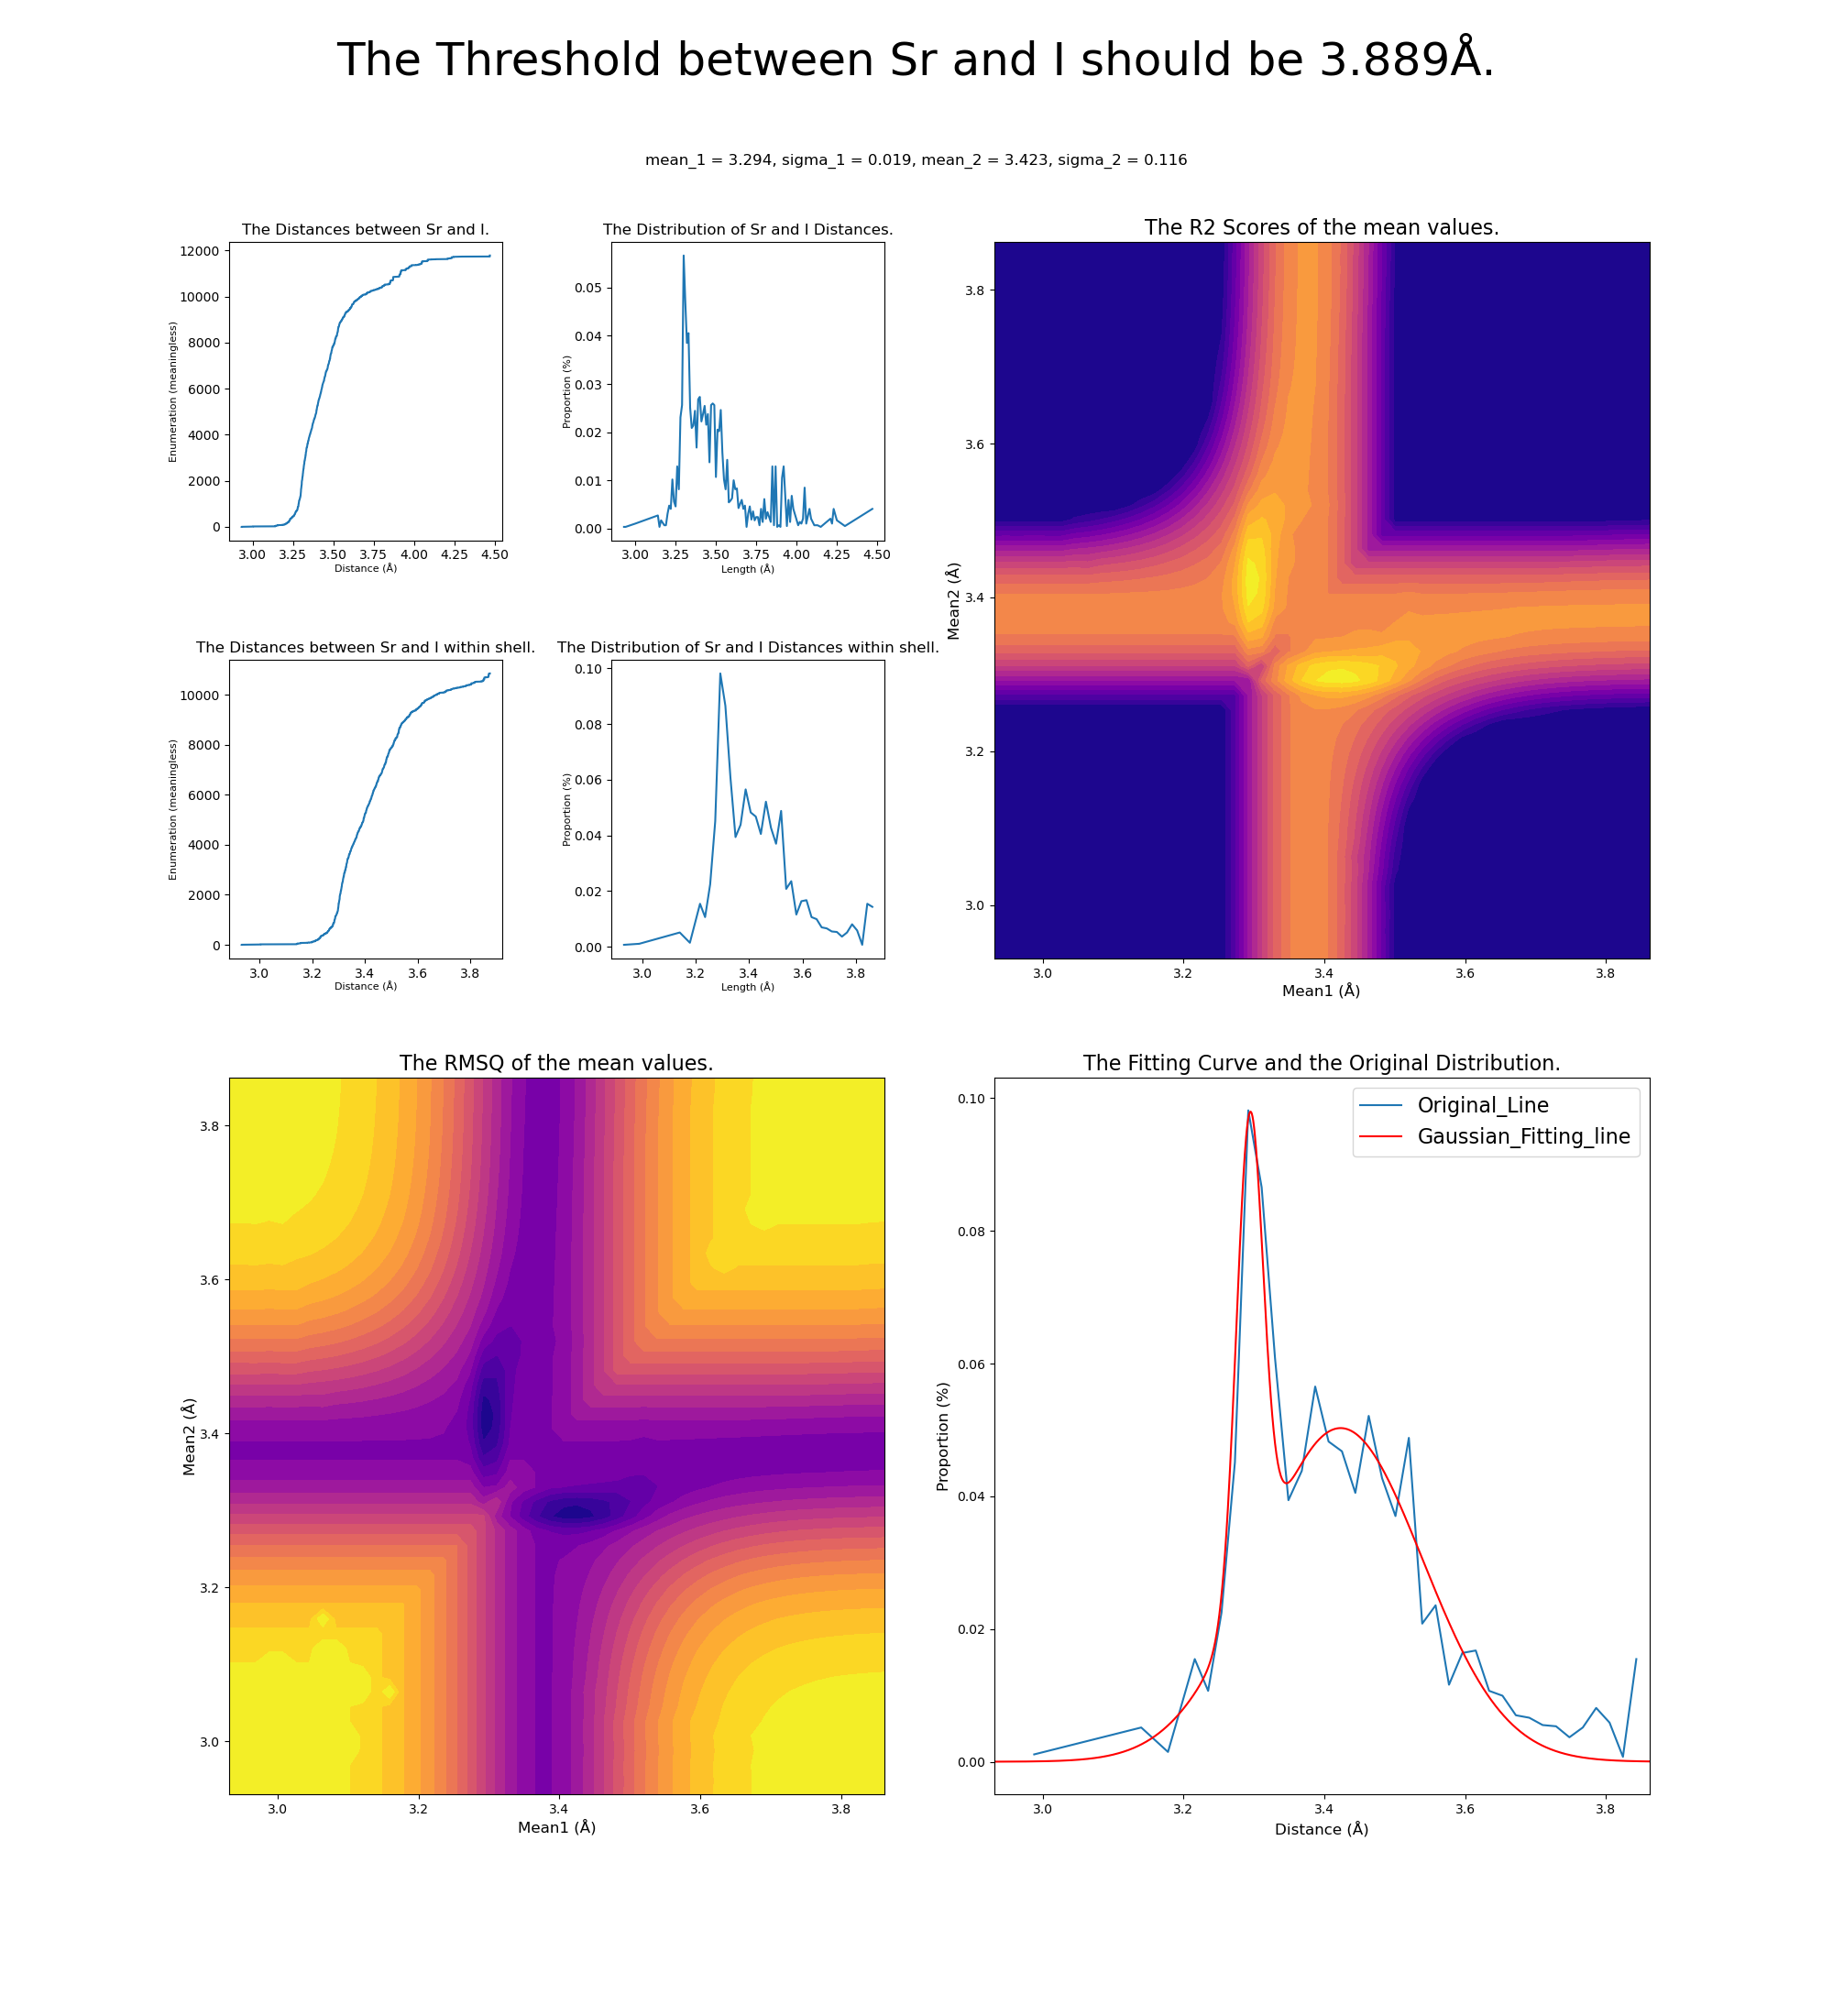 The Threshold between Sr and I should be 3.889Å.
mean_1 = 3.294, sigma_1 = 0.019, mean_2 = 3.423, sigma_2 = 0.116
The Distances between Sr and I.
Enumeration (meaningless)
12000
10000
8000
6000
4000
2000
0
3.00 3.25 3.50 3.75 4.00 4.25 4.50
Distance (Å)
The Distribution of Sr and I Distances.
Proportion (%)
0.05
0.04
0.03
0.02
0.01
0.00
3.00 3.25 3.50 3.75 4.00 4.25 4.50
Length (Å)
The R2 Scores of the mean values.
Mean2 (Å)
3.8
3.6
3.4
3.2
3.0
3.0 3.2 3.4 3.6 3.8
Mean1 (Å)
The Distances between Sr and I within shell.
Enumeration (meaningless)
10000
8000
6000
4000
2000
0
3.0 3.2 3.4 3.6 3.8
Distance (Å)
The Distribution of Sr and I Distances within shell.
Proportion (%)
0.10
0.08
0.06
0.04
0.02
0.00
3.0 3.2 3.4 3.6 3.8
Length (Å)
The RMSQ of the mean values.
Mean2 (Å)
3.8
3.6
3.4
3.2
3.0
3.0 3.2 3.4 3.6 3.8
Mean1 (Å)
The Fitting Curve and the Original Distribution.
Original_Line
Gaussian_Fitting_line
Proportion (%)
0.10
0.08
0.06
0.04
0.02
0.00
3.0 3.2 3.4 3.6 3.8
Distance (Å)